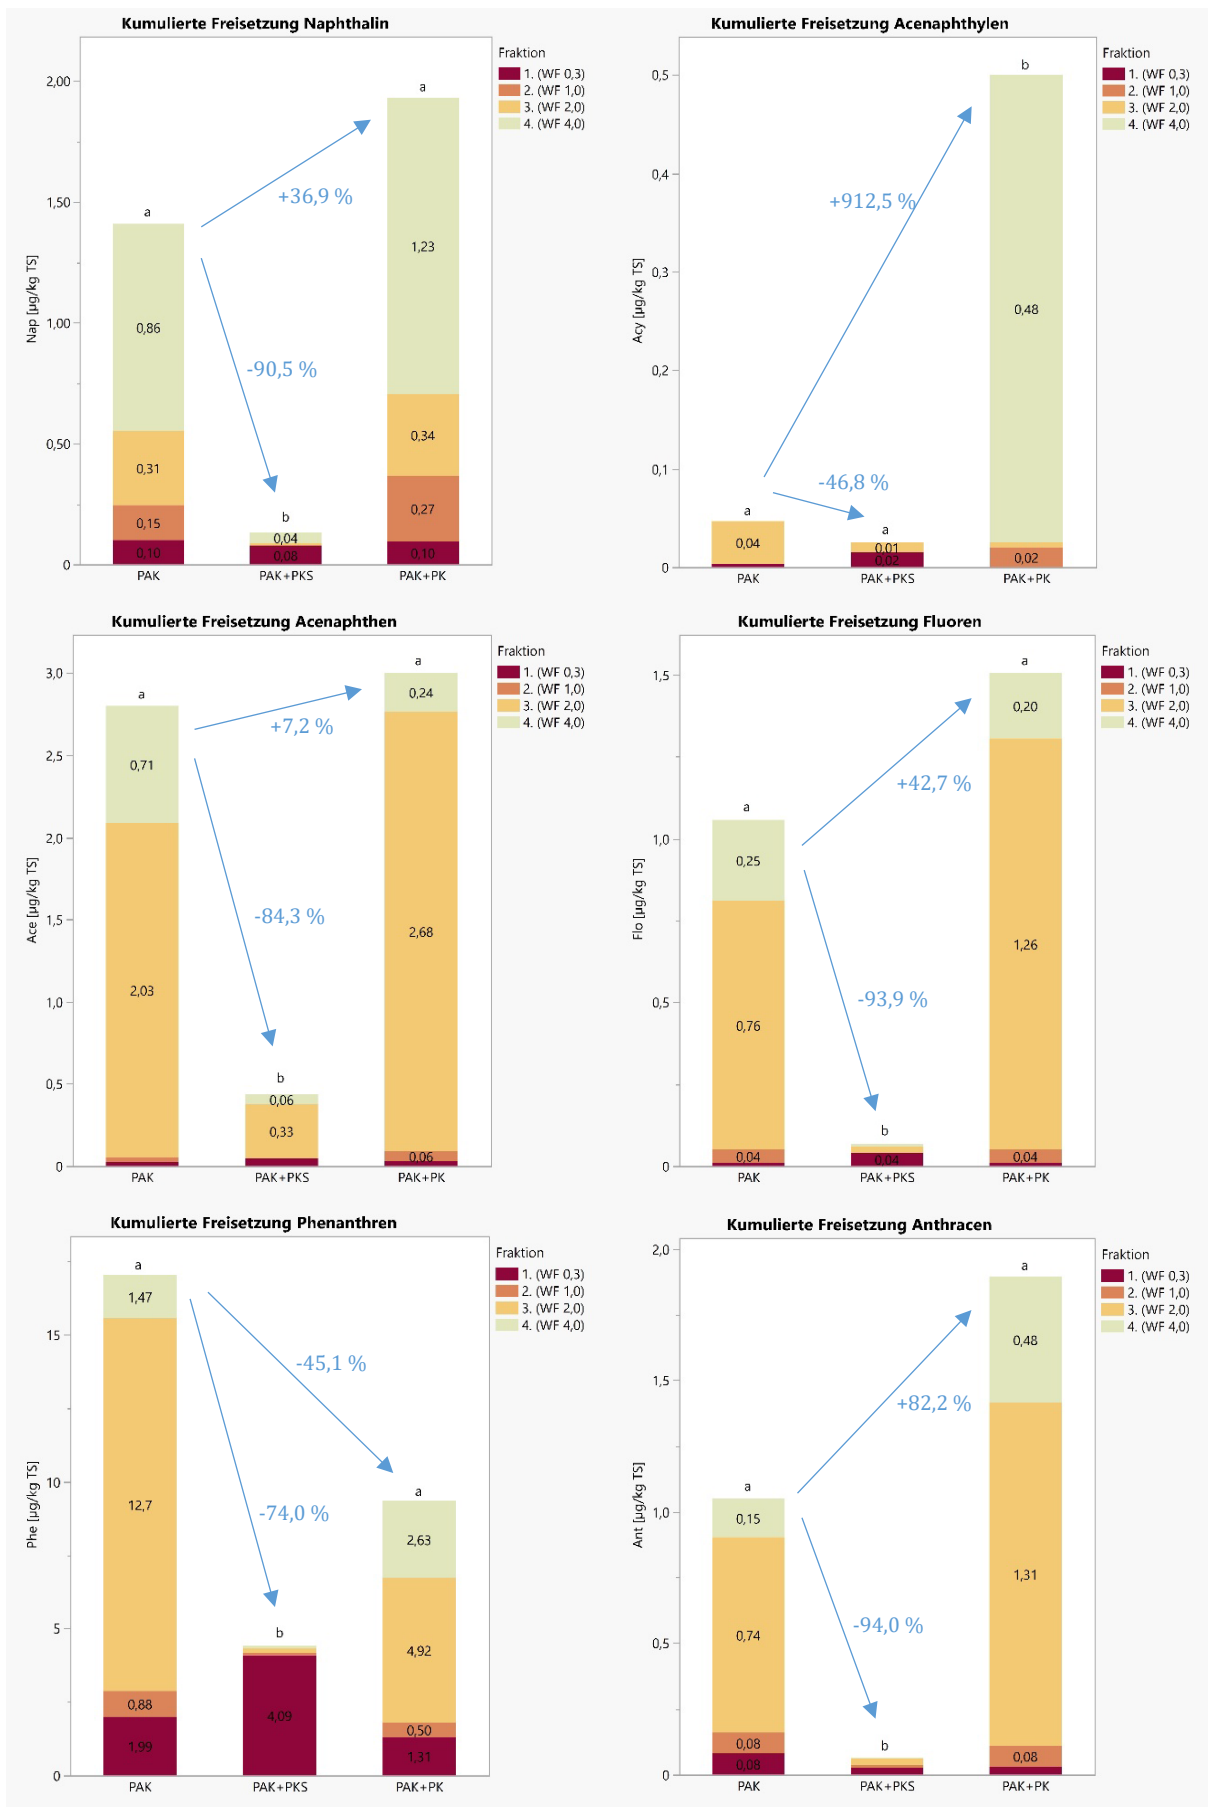 Kumulierte Freisetzung Naphthalin
Fraktion
1. (WF 0,3)
2. (WF 1,0)
3. (WF 2,0)
4. (WF 4,0)
Nap [µg/kg TS]
2,00
1,50
1,00
0,50
0
a
0,86
0,31
0,15
0,10
b
0,04
0,08
a
1,23
0,34
0,27
0,10
+36,9 %
-90,5 %
PAK
PAK+PKS
PAK+PK
Kumulierte Freisetzung Acenaphthylen
Fraktion
1. (WF 0,3)
2. (WF 1,0)
3. (WF 2,0)
4. (WF 4,0)
Acy [µg/kg TS]
0,5
0,4
0,3
0,2
0,1
0
a
0,04
a
0,01
0,02
b
0,48
0,02
+912,5 %
-46,8 %
PAK
PAK+PKS
PAK+PK
Kumulierte Freisetzung Acenaphthen
Fraktion
1. (WF 0,3)
2. (WF 1,0)
3. (WF 2,0)
4. (WF 4,0)
Ace [µg/kg TS]
3,0
2,5
2,0
1,5
1,0
0,5
0
a
0,71
2,03
b
0,06
0,33
a
0,24
2,68
0,06
+7,2 %
-84,3 %
PAK
PAK+PKS
PAK+PK
Kumulierte Freisetzung Fluoren
Fraktion
1. (WF 0,3)
2. (WF 1,0)
3. (WF 2,0)
4. (WF 4,0)
Flo [µg/kg TS]
1,5
1,0
0,5
0
a
0,25
0,76
0,04
b
0,04
a
0,20
1,26
0,04
+42,7 %
-93,9 %
PAK
PAK+PKS
PAK+PK
Kumulierte Freisetzung Phenanthren
Fraktion
1. (WF 0,3)
2. (WF 1,0)
3. (WF 2,0)
4. (WF 4,0)
Phe [µg/kg TS]
15
10
5
0
a
1,47
12,7
0,88
1,99
b
4,09
a
2,63
4,92
0,50
1,31
-45,1 %
-74,0 %
PAK
PAK+PKS
PAK+PK
Kumulierte Freisetzung Anthracen
Fraktion
1. (WF 0,3)
2. (WF 1,0)
3. (WF 2,0)
4. (WF 4,0)
Ant [µg/kg TS]
2,0
1,5
1,0
0,5
0
a
0,15
0,74
0,08
0,08
b
a
0,48
1,31
0,08
+82,2 %
-94,0 %
PAK
PAK+PKS
PAK+PK